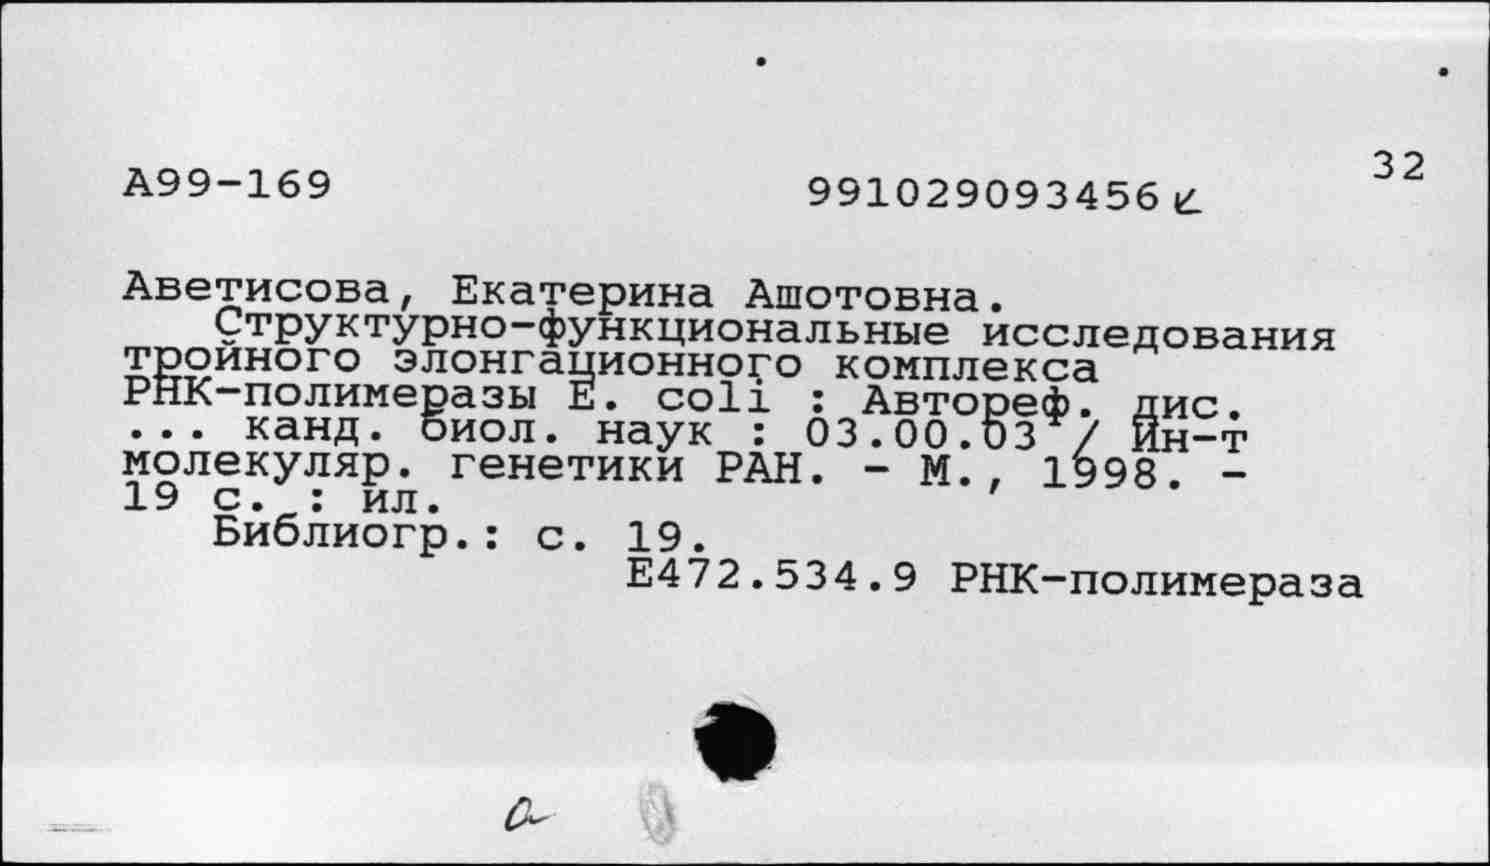 32
А99-169 991029093456
Аветисова, Екатерина Ашотовна.
Структурно-функциональные исследования
тройного элонгационного комплекса
РНК-полимеразы E. coli : Автореф. дис.
... канд. биол. наук : 03.00.03 / Ин-т
молекуляр. генетики РАН. - М., 1998. -
19 с. : ил.
Библиогр.: с. 19.
Е472.534.9 РНК-полимераза